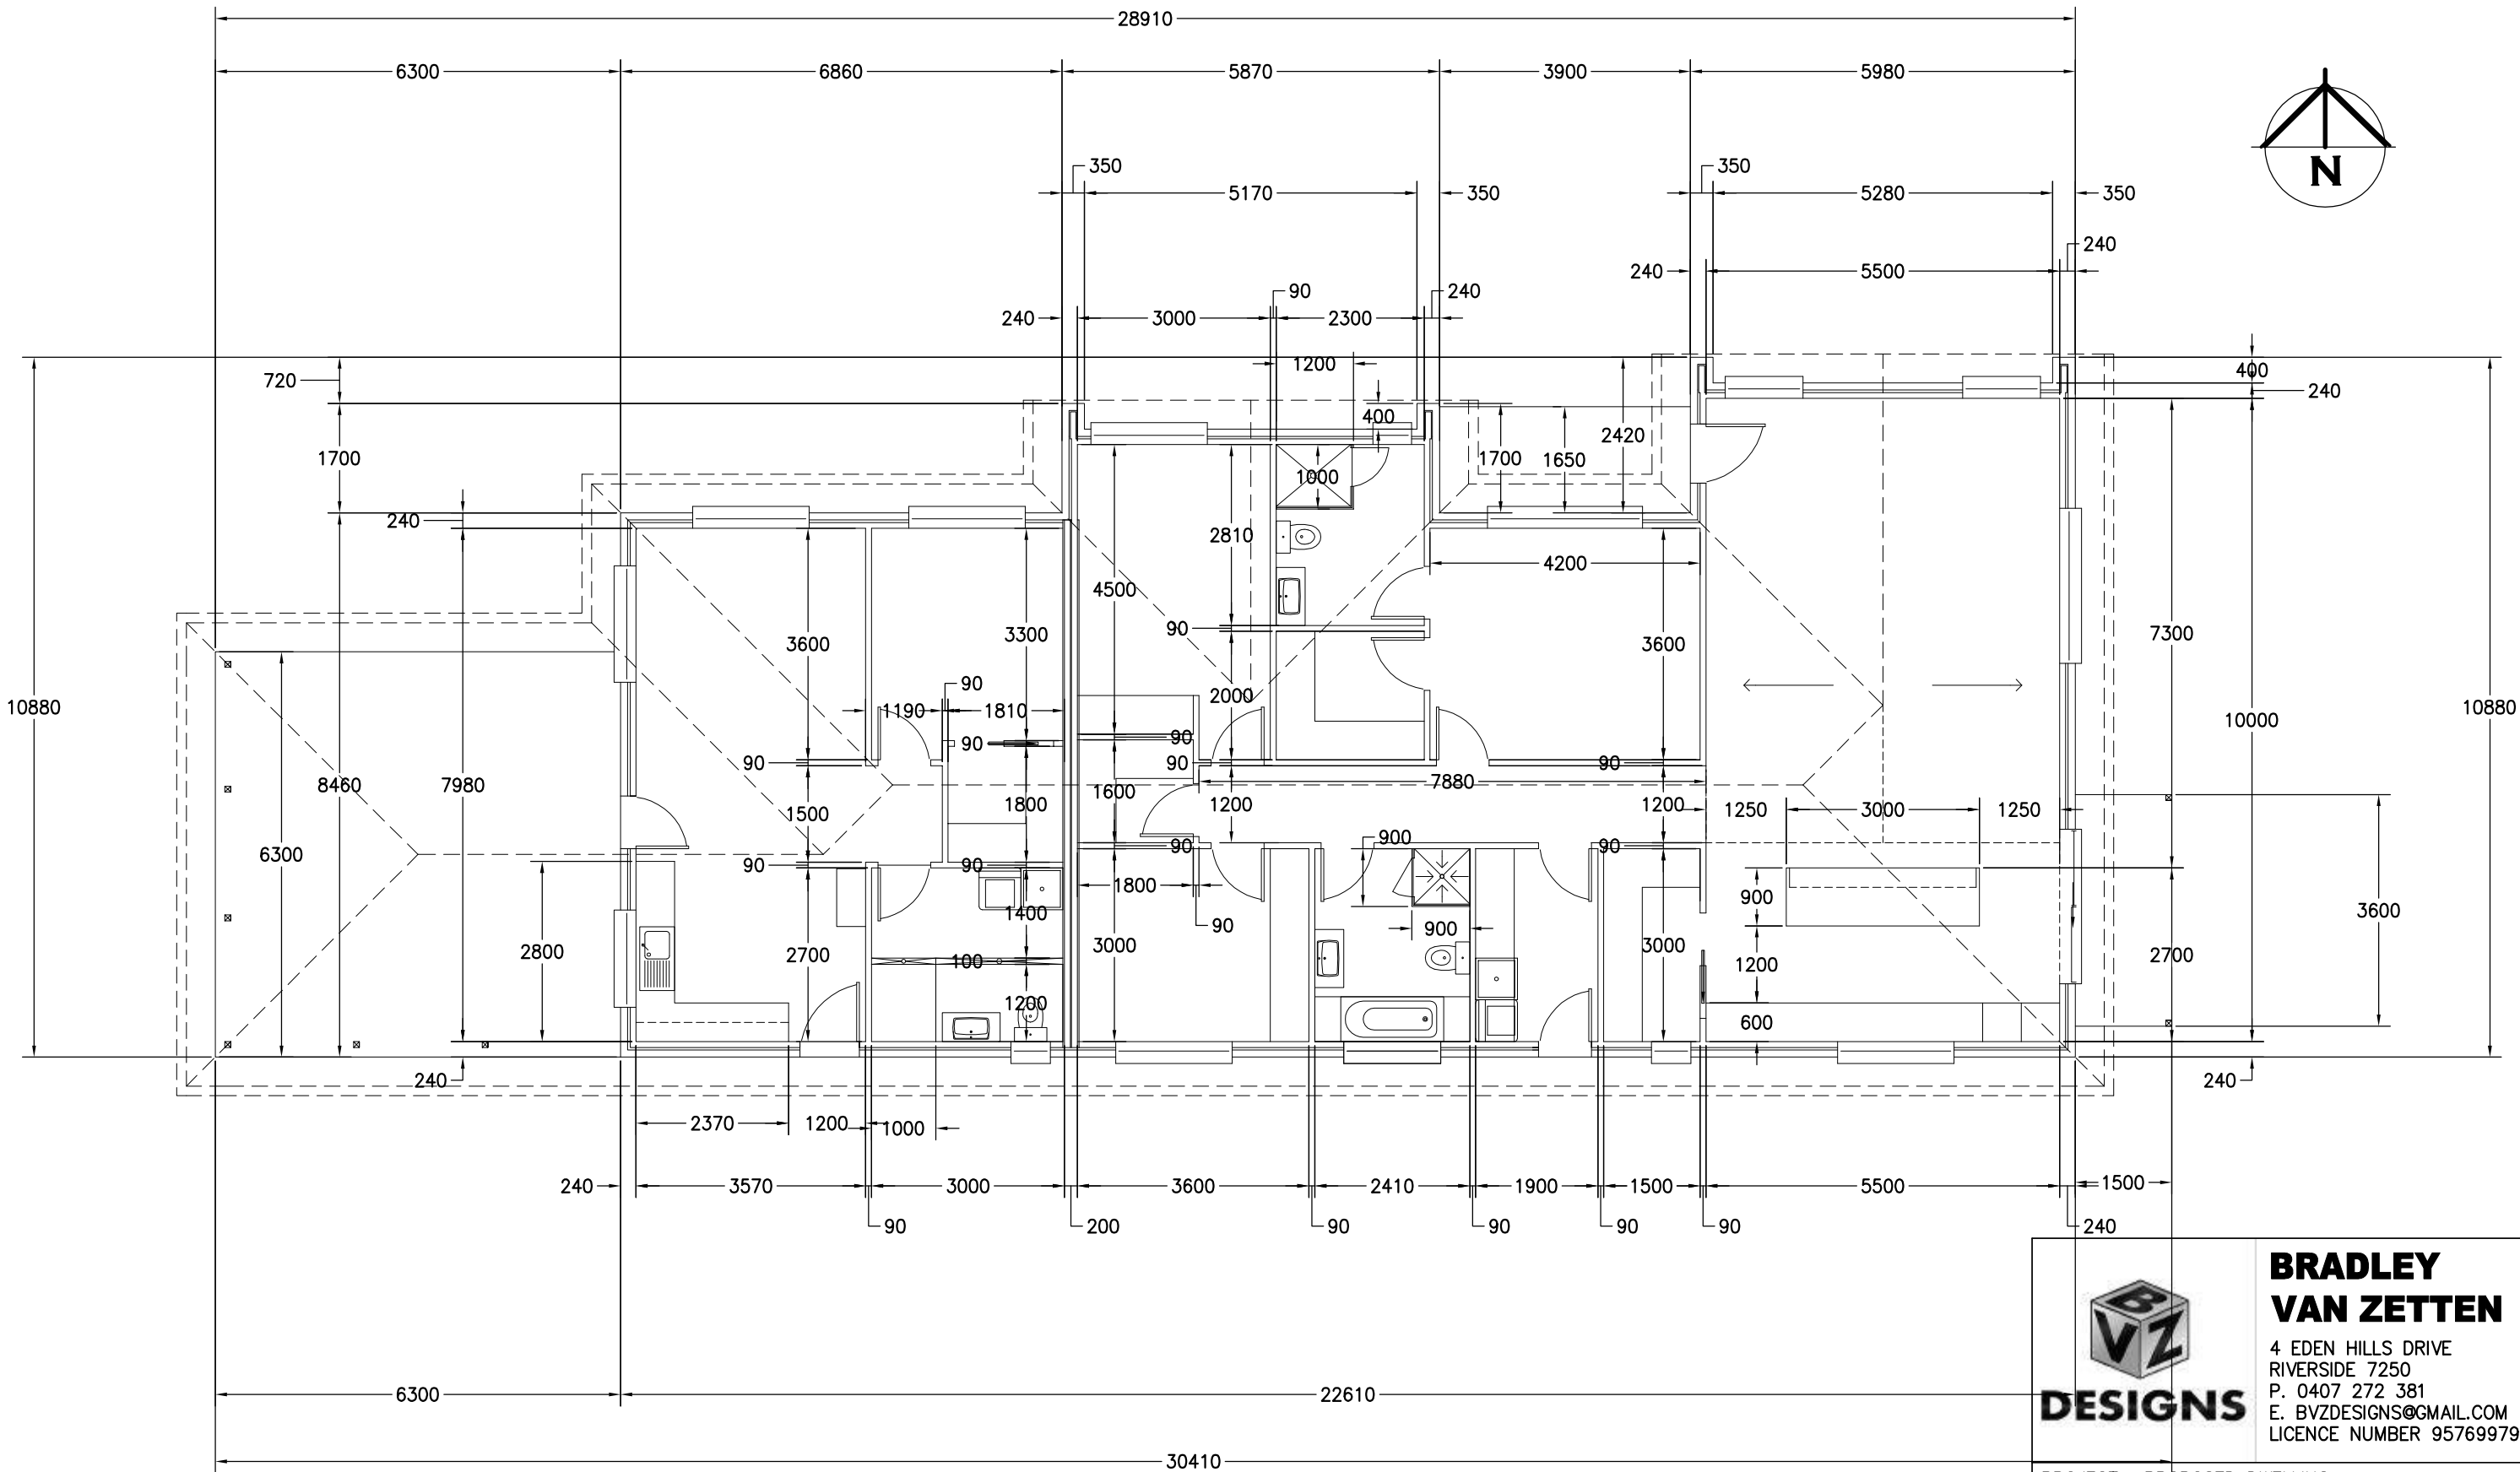 28910
6300 6860 5870 3900 5980
N
350 350
5170 350 5280 350
240
240 5500
90 240
240 3000 2300
1200
720 400
400 240
1700 2420
1700 1650
1000
240
2810
4200
4500
3600 3300 90 3600 7300
2000
90
1190 1810
10880 10880
10000
90 90
90 90 90
8460 7980 7880
1500 1800 1600 1200 1200 1250 3000 1250
900
6300 90 90 90 90
1800 900
1400 90 900 3600
2800 2700 3000 3000 2700
100 1200
1200 600
240 240
2370 1200 1000
240 3570 3000 3600 2410 1900 1500 5500 1500
90 200 90 90 90 90 240
BVZ
DESIGNS
BRADLEY
VAN ZETTEN
4 EDEN HILLS DRIVE
RIVERSIDE 7250
P. 0407 272 381
E. BVZDESIGNS@GMAIL.COM
LICENCE NUMBER 95769979
6300 22610
30410